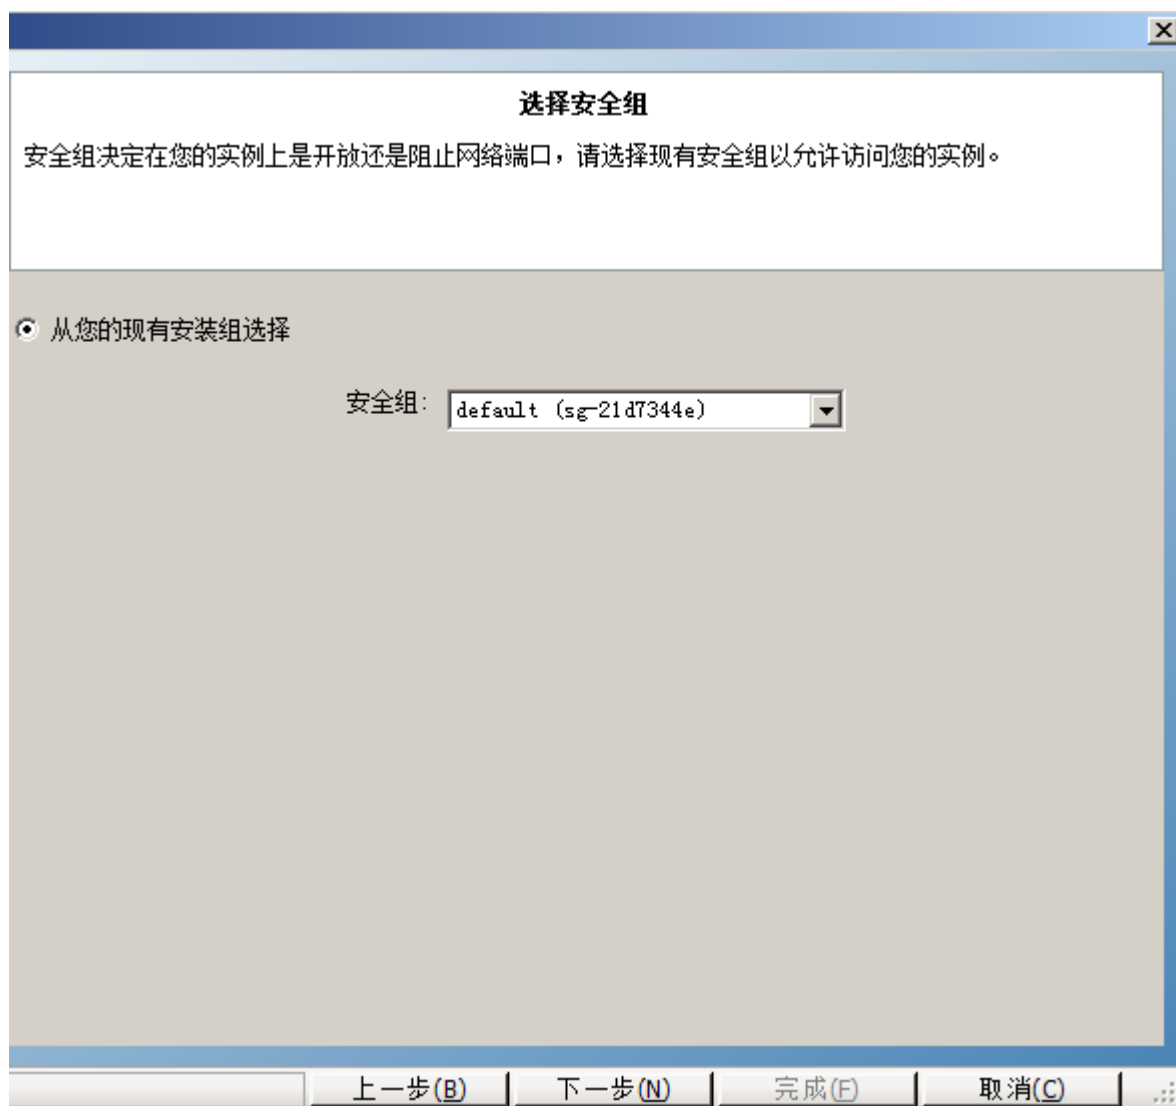 选择安全组
安全组决定在您的实例上是开放还是阻止网络端口，请选择现有安全组以允许访问您的实例。
从您的现有安装组选择
安全组: default (sg-21d7344e)
上一步(B) 下一步(N) 完成(F) 取消(C)